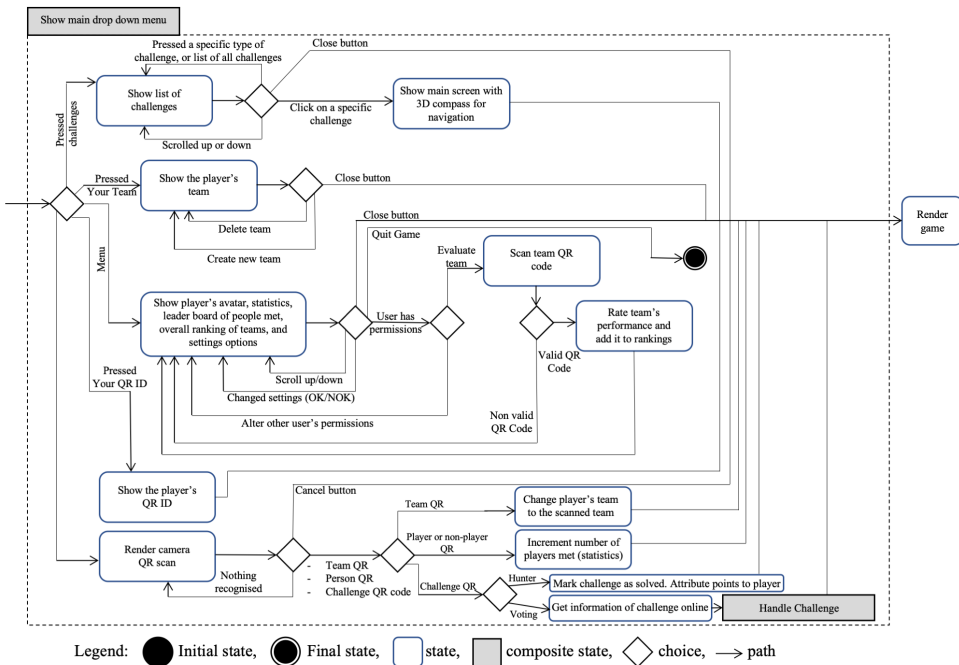 Show main drop down menu
Pressed a specific type of
challenge, or list of all challenges
Close button
Show list of
challenges
Click on a specific
challenge
Show main screen with
3D compass for
navigation
Scrolled up or down
Pressed
challenges
Pressed
Your Team
Show the player's
team
Close button
Delete team
Create new team
Close button
Quit Game
Render
game
Menu
Evaluate
team
Scan team QR
code
Show player's avatar, statistics,
leader board of people met,
overall ranking of teams, and
settings options
User has
permissions
Rate team's
performance and
add it to rankings
Valid QR
Code
Scroll up/down
Changed settings (OK/NOK)
Alter other user's permissions
Non valid
QR Code
Pressed
Your QR ID
Show the player's
QR ID
Cancel button
Team QR
Change player's team
to the scanned team
Render camera
QR scan
Nothing
recognised
- Team QR
- Person QR
- Challenge QR code
Player or non-player
QR
Increment number of
players met (statistics)
Challenge QR
Hunter
Mark challenge as solved. Attribute points to player
Voting
Get information of challenge online
Handle Challenge
Legend: Initial state, Final state, state, composite state, choice, path